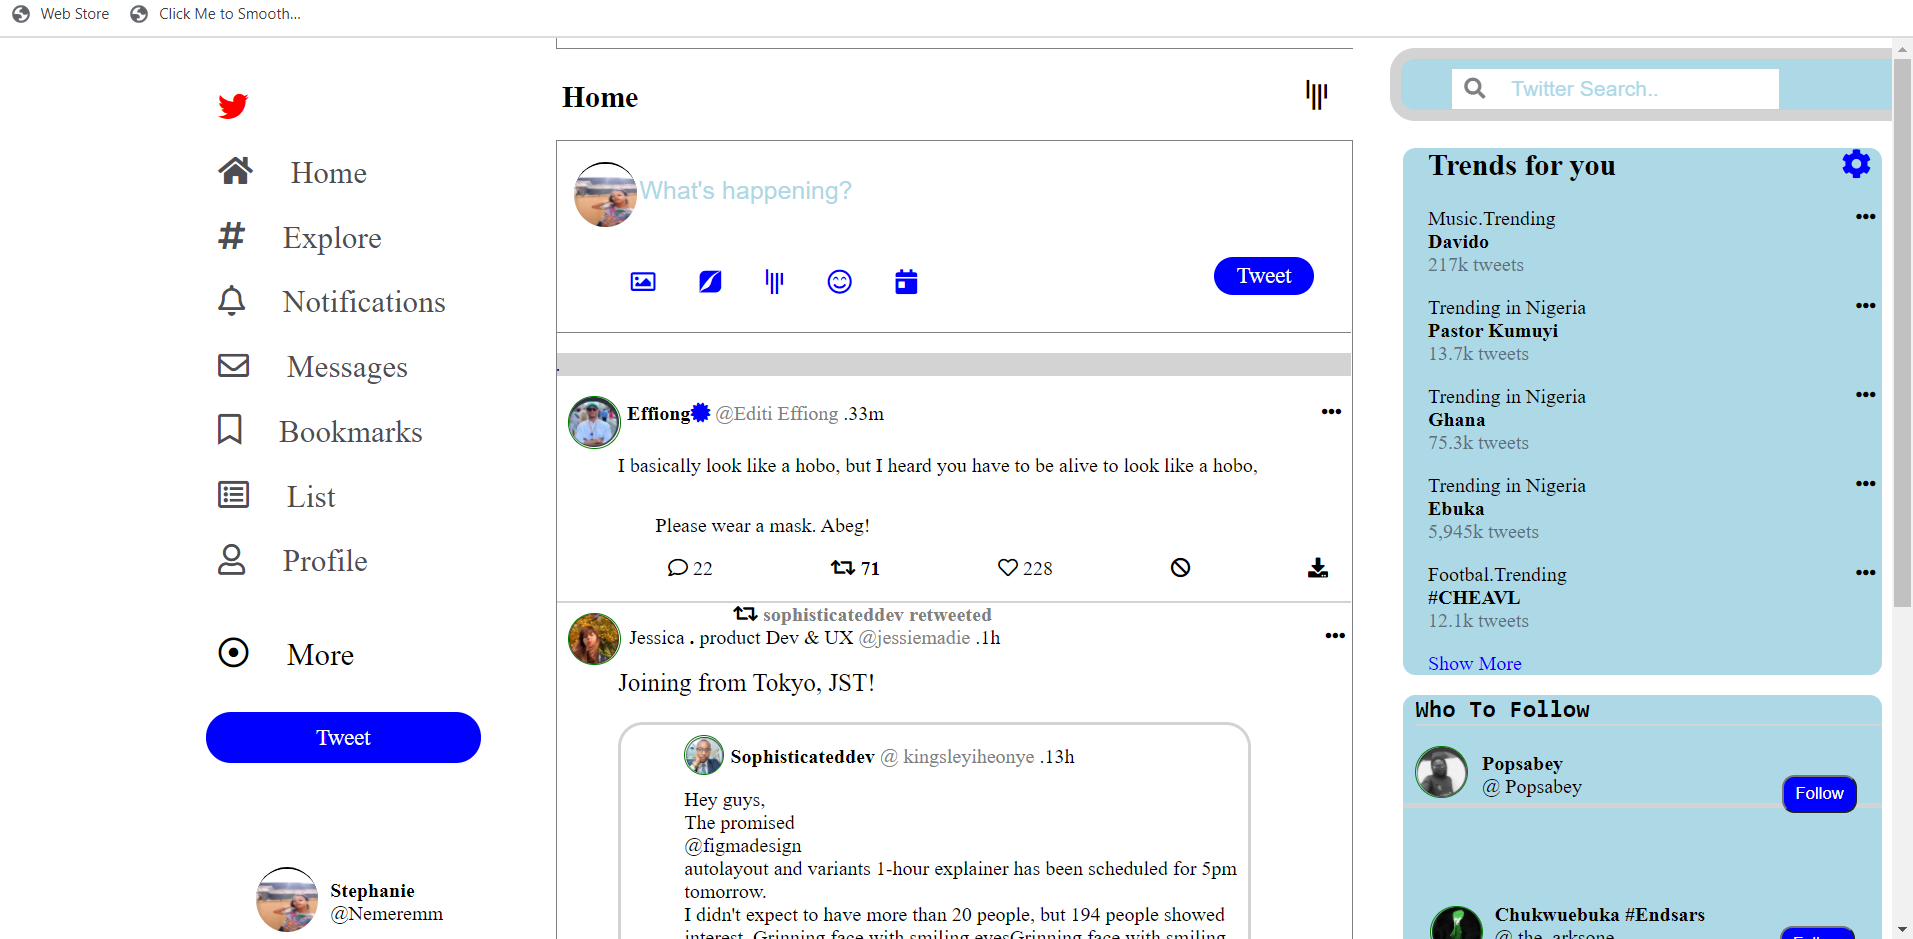 Web Store
Click Me to Smooth...
Home
Explore
Notifications
Messages
Bookmarks
List
Profile
More
Tweet
Stephanie
@Nemeremm
Home
What's happening?
Tweet
.
Effiong @Editi Effiong .33m
I basically look like a hobo, but I heard you have to be alive to look like a hobo,
Please wear a mask. Abeg!
22 71 228
sophisticateddev retweeted
Jessica . product Dev & UX @jessiemadie .1h
Joining from Tokyo, JST!
Sophisticateddev @ kingsleyiheonye .13h
Hey guys,
The promised
@figmadesign
autolayout and variants 1-hour explainer has been scheduled for 5pm
tomorrow.
I didn't expect to have more than 20 people, but 194 people showed
interest. Grinning face with smiling eyesGrinning face with smiling
Twitter Search..
Trends for you
Music.Trending
Davido
217k tweets
Trending in Nigeria
Pastor Kumuyi
13.7k tweets
Trending in Nigeria
Ghana
75.3k tweets
Trending in Nigeria
Ebuka
5,945k tweets
Footbal.Trending
#CHEAVL
12.1k tweets
Show More
Who To Follow
Popsabey
@ Popsabey
Follow
Chukwuebuka #Endsars
@ the_arksone
Follow